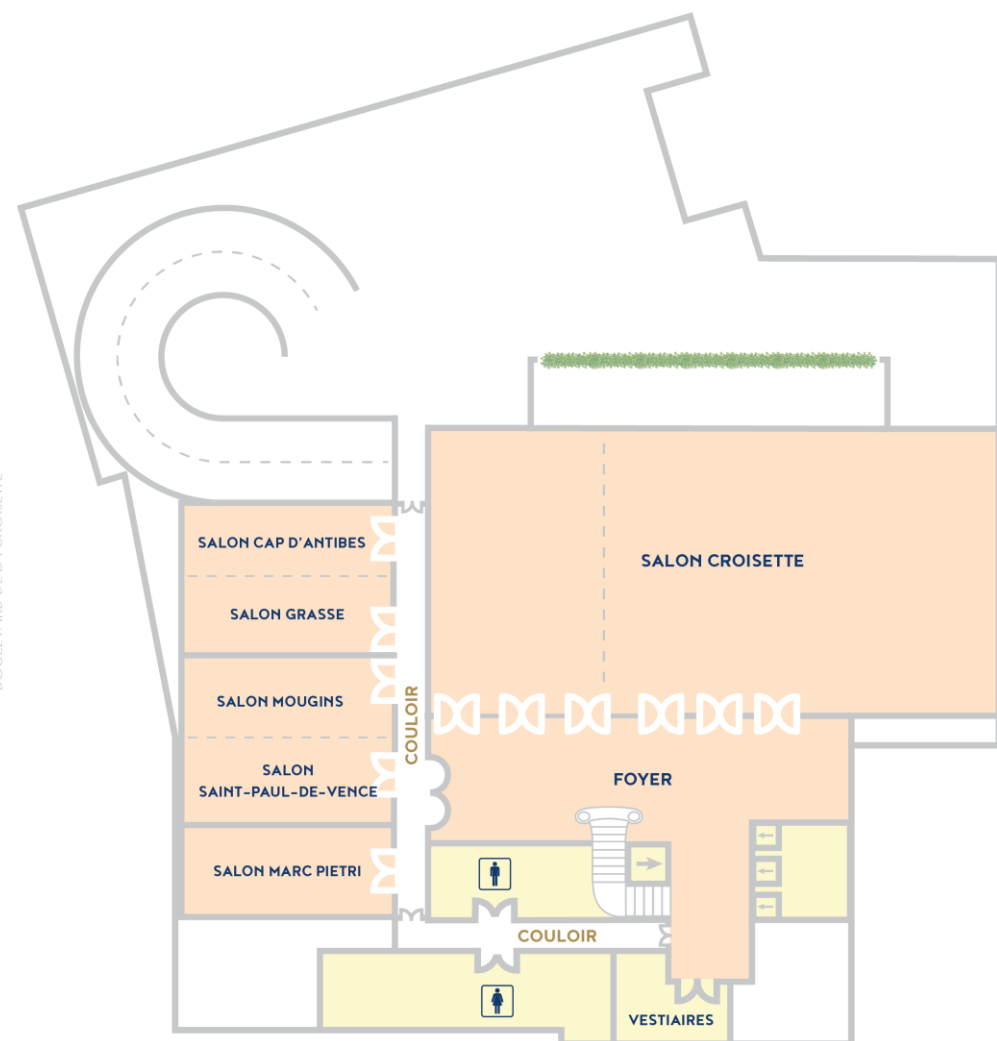 SALON CAP D'ANTIBES
SALON GRASSE
SALON MOUGINS
SALON
SAINT-PAUL-DE-VENCE
SALON MARC PIETRI
COULOIR
SALON CROISETTE
FOYER
COULOIR
VESTIAIRES